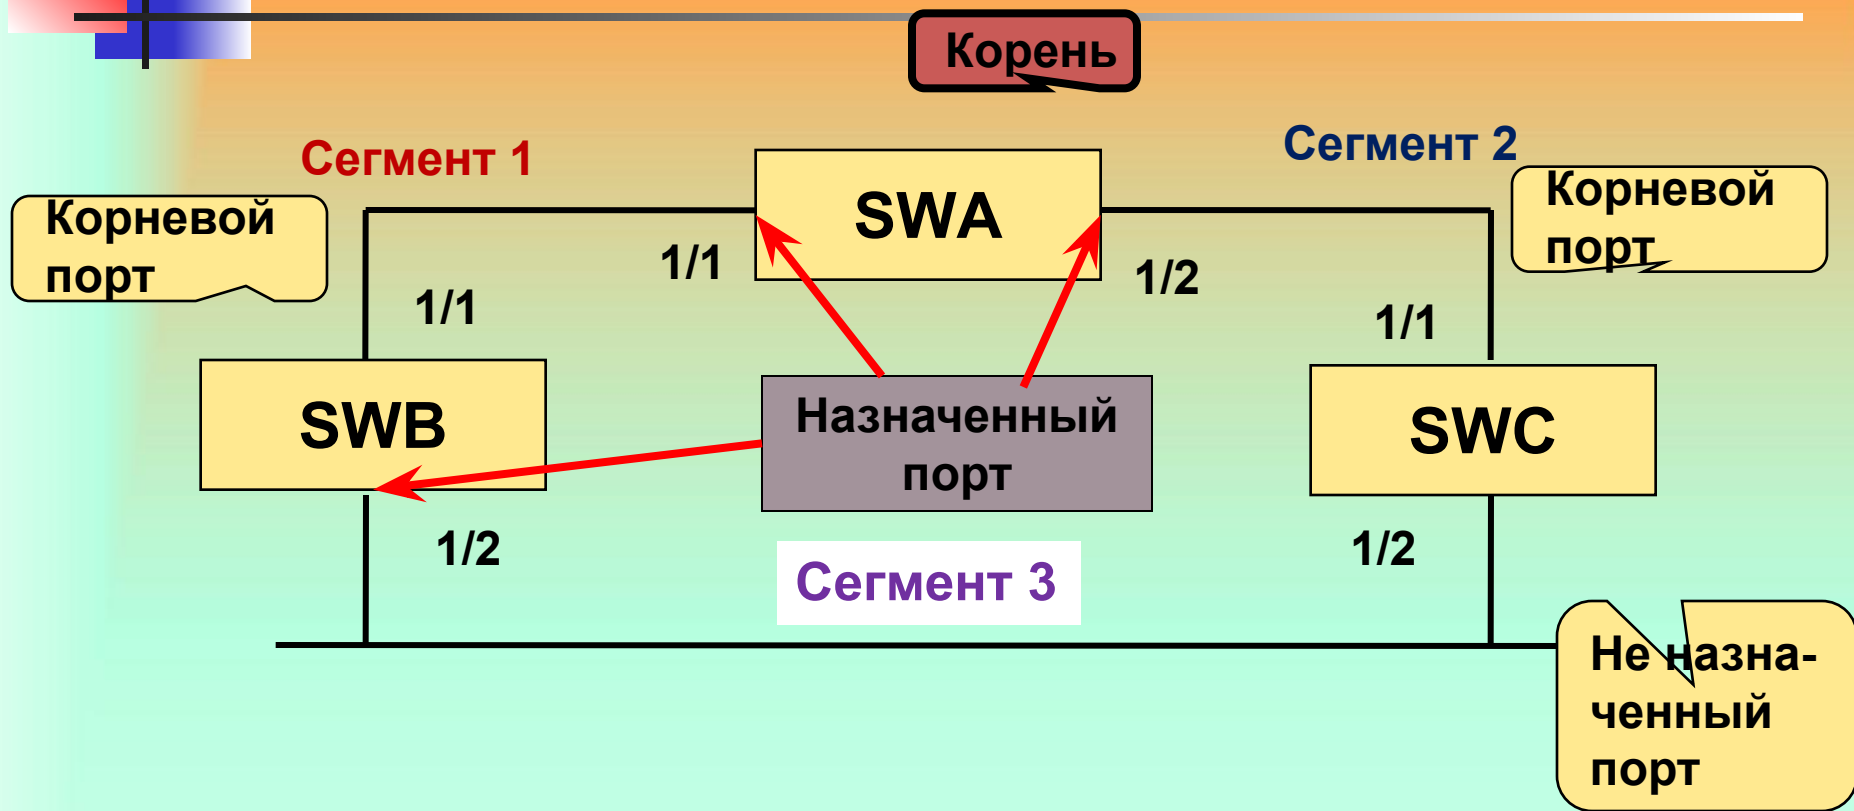 Корень
Сегмент 1
Сегмент 2
Корневой
порт
SWA
Корневой
порт
1/1
1/2
1/1
1/1
SWB
Назначенный
порт
SWC
1/2
1/2
Сегмент 3
Не назна-
ченный
порт